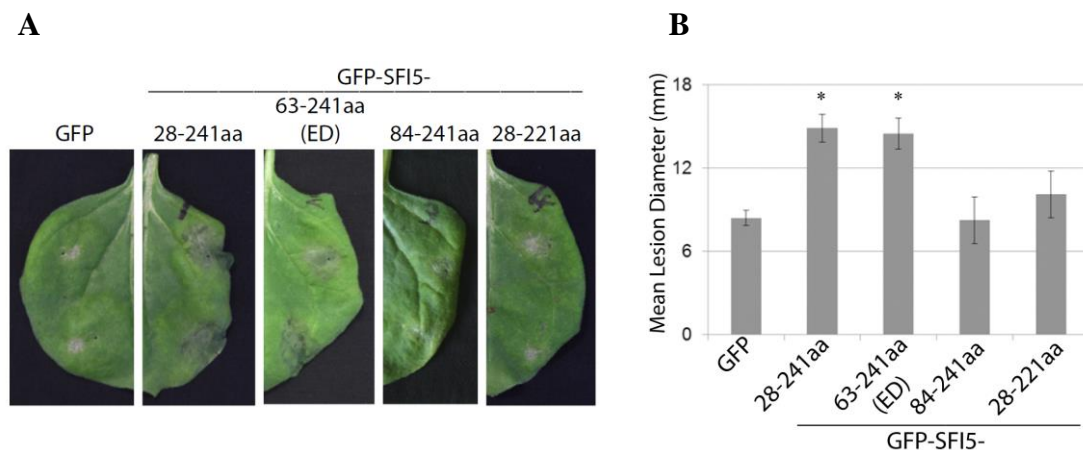 A
GFP-SFI5-
63-241aa
GFP 28-241aa (ED) 84-241aa 28-221aa
B
Mean Lesion Diameter (mm)
18
12
6
0
*
*
GFP
28-241aa
63-241aa
(ED)
84-241aa
28-221aa
GFP-SFI5-